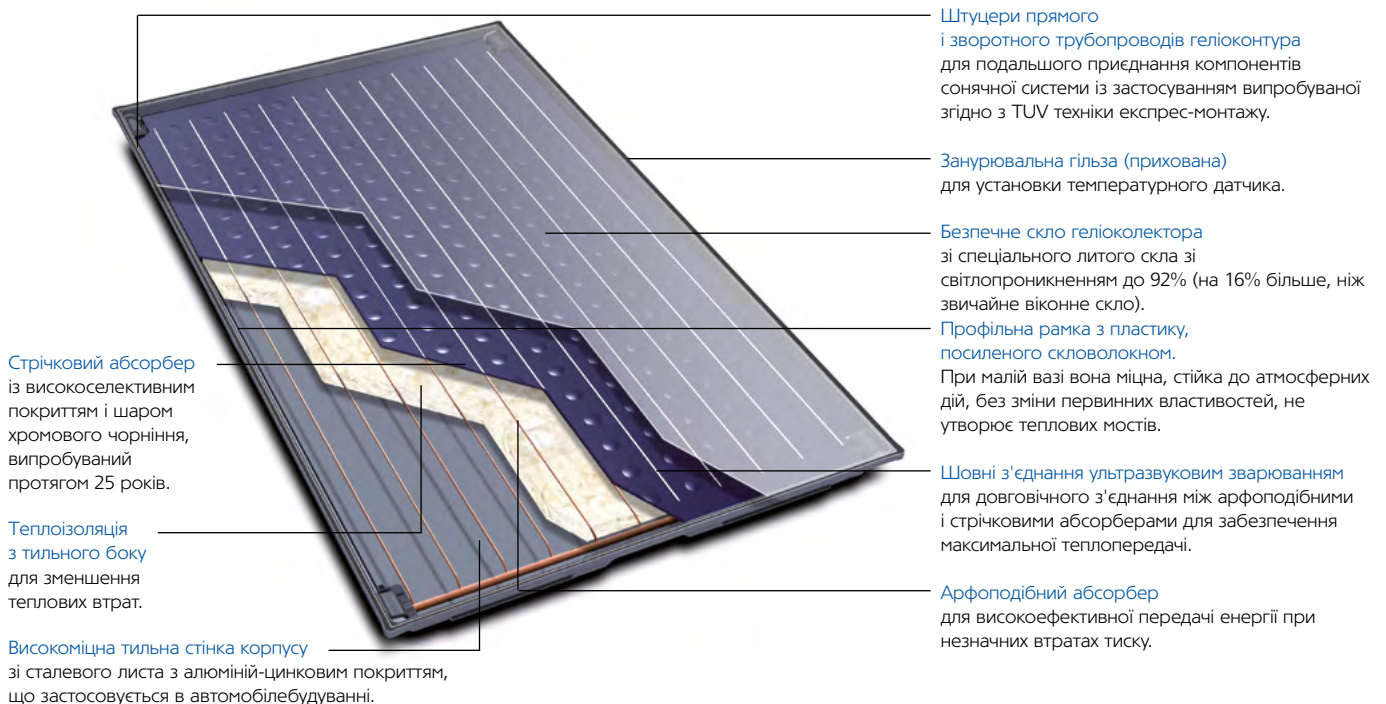 Штуцери прямого
і зворотного трубопроводів геліоконтура
для подальшого приєднання компонентів
сонячної системи із застосуванням випробуваної
згідно з TUV техніки експрес-монтажу.
Занурювальна гільза (прихована)
для установки температурного датчика.
Безпечне скло геліоколектора
зі спеціального литого скла зі
світлопроникненням до 92% (на 16% більше, ніж
звичайне віконне скло).
Профільна рамка з пластику,
посиленого скловолокном.
При малій вазі вона міцна, стійка до атмосферних
дій, без зміни первинних властивостей, не
утворює теплових мостів.
Шовні з'єднання ультразвуковим зварюванням
для довговічного з'єднання між арфоподібними
і стрічковими абсорберами для забезпечення
максимальної теплопередачі.
Арфоподібний абсорбер
для високоефективної передачі енергії при
незначних втратах тиску.
Стрічковий абсорбер
із високоселективним
покриттям і шаром
хромового чорніння,
випробуваний
протягом 25 років.
Теплоізоляція
з тильного боку
для зменшення
теплових втрат.
Високоміцна тильна стінка корпусу
зі сталевого листа з алюміній-цинковим покриттям,
що застосовується в автомобілебудуванні.